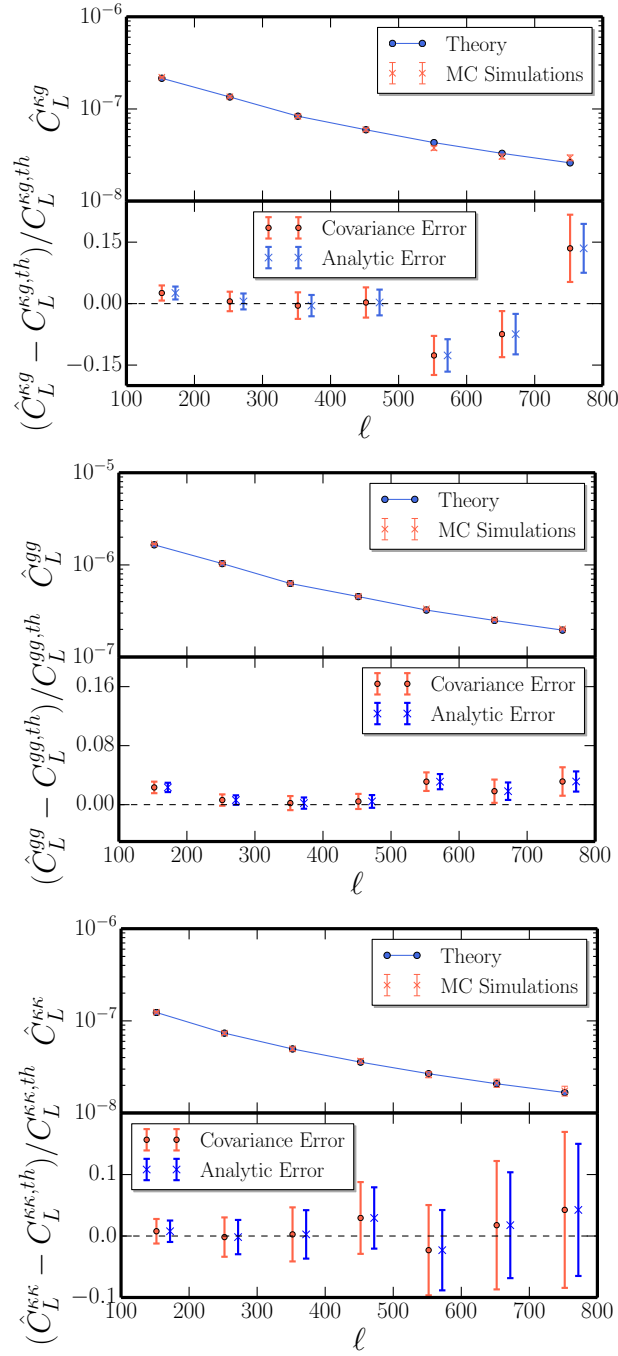 10⁻⁶
Theory
MC Simulations
10⁻⁷
Ĉ_L^{κg}
10⁻⁸
Covariance Error
Analytic Error
0.15
0.00
−0.15
(Ĉ_L^{κg} − C_L^{κg,th})/C_L^{κg,th}
100 200 300 400 500 600 700 800
ℓ
10⁻⁵
Theory
MC Simulations
10⁻⁶
Ĉ_L^{gg}
10⁻⁷
Covariance Error
Analytic Error
0.16
0.08
0.00
(Ĉ_L^{gg} − C_L^{gg,th})/C_L^{gg,th}
100 200 300 400 500 600 700 800
ℓ
10⁻⁶
Theory
MC Simulations
10⁻⁷
Ĉ_L^{κκ}
10⁻⁸
Covariance Error
Analytic Error
0.1
0.0
−0.1
(Ĉ_L^{κκ} − C_L^{κκ,th})/C_L^{κκ,th}
100 200 300 400 500 600 700 800
ℓ